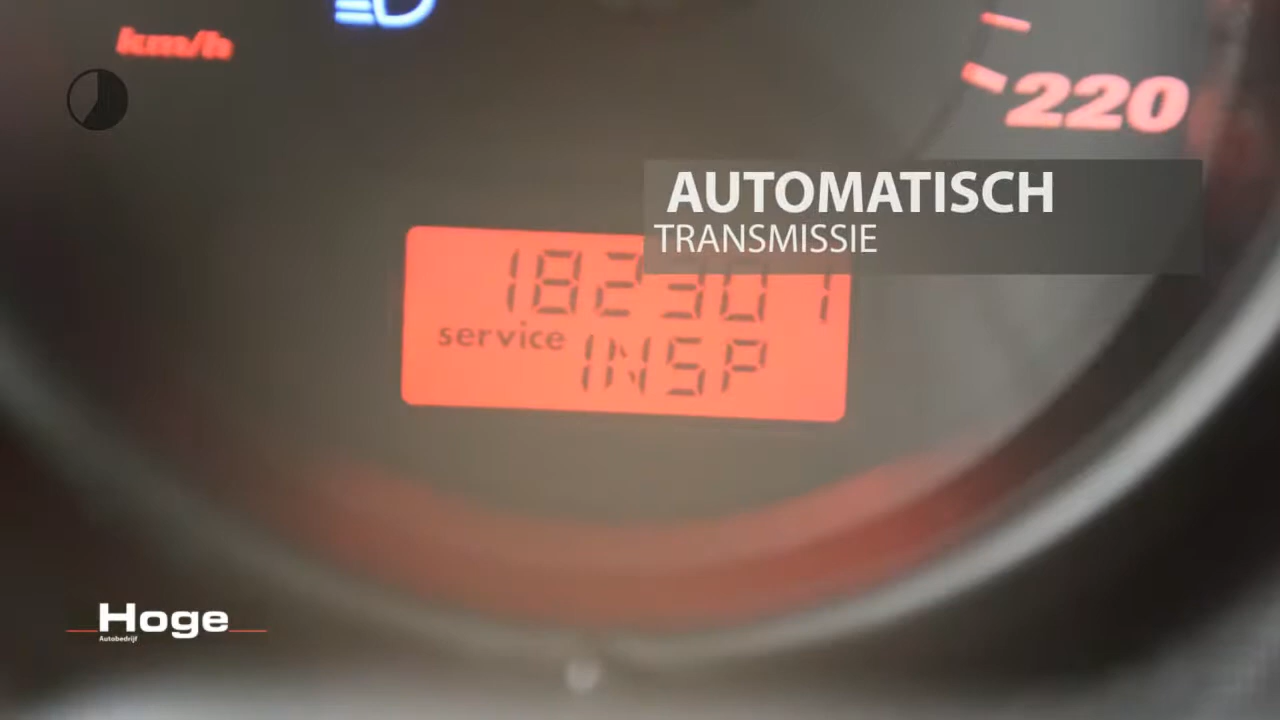 km/h
220
AUTOMATISCH
TRANSMISSIE
182301
service INSP
Hoge
Autobedrijf